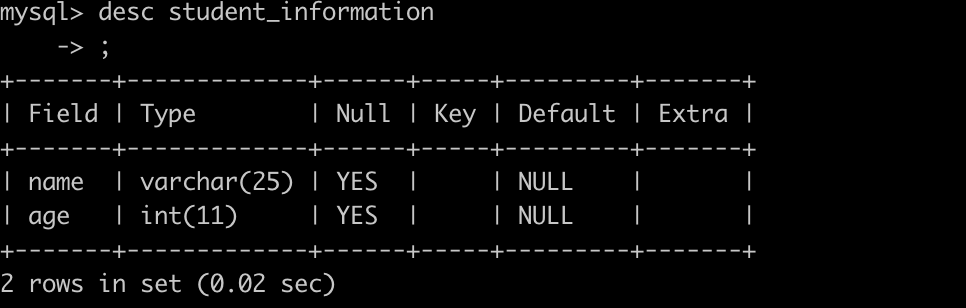 mysql> desc student_information
    -> ;
+-------+-------------+------+-----+---------+-------+
| Field | Type        | Null | Key | Default | Extra |
+-------+-------------+------+-----+---------+-------+
| name  | varchar(25) | YES  |     | NULL    |       |
| age   | int(11)     | YES  |     | NULL    |       |
+-------+-------------+------+-----+---------+-------+
2 rows in set (0.02 sec)